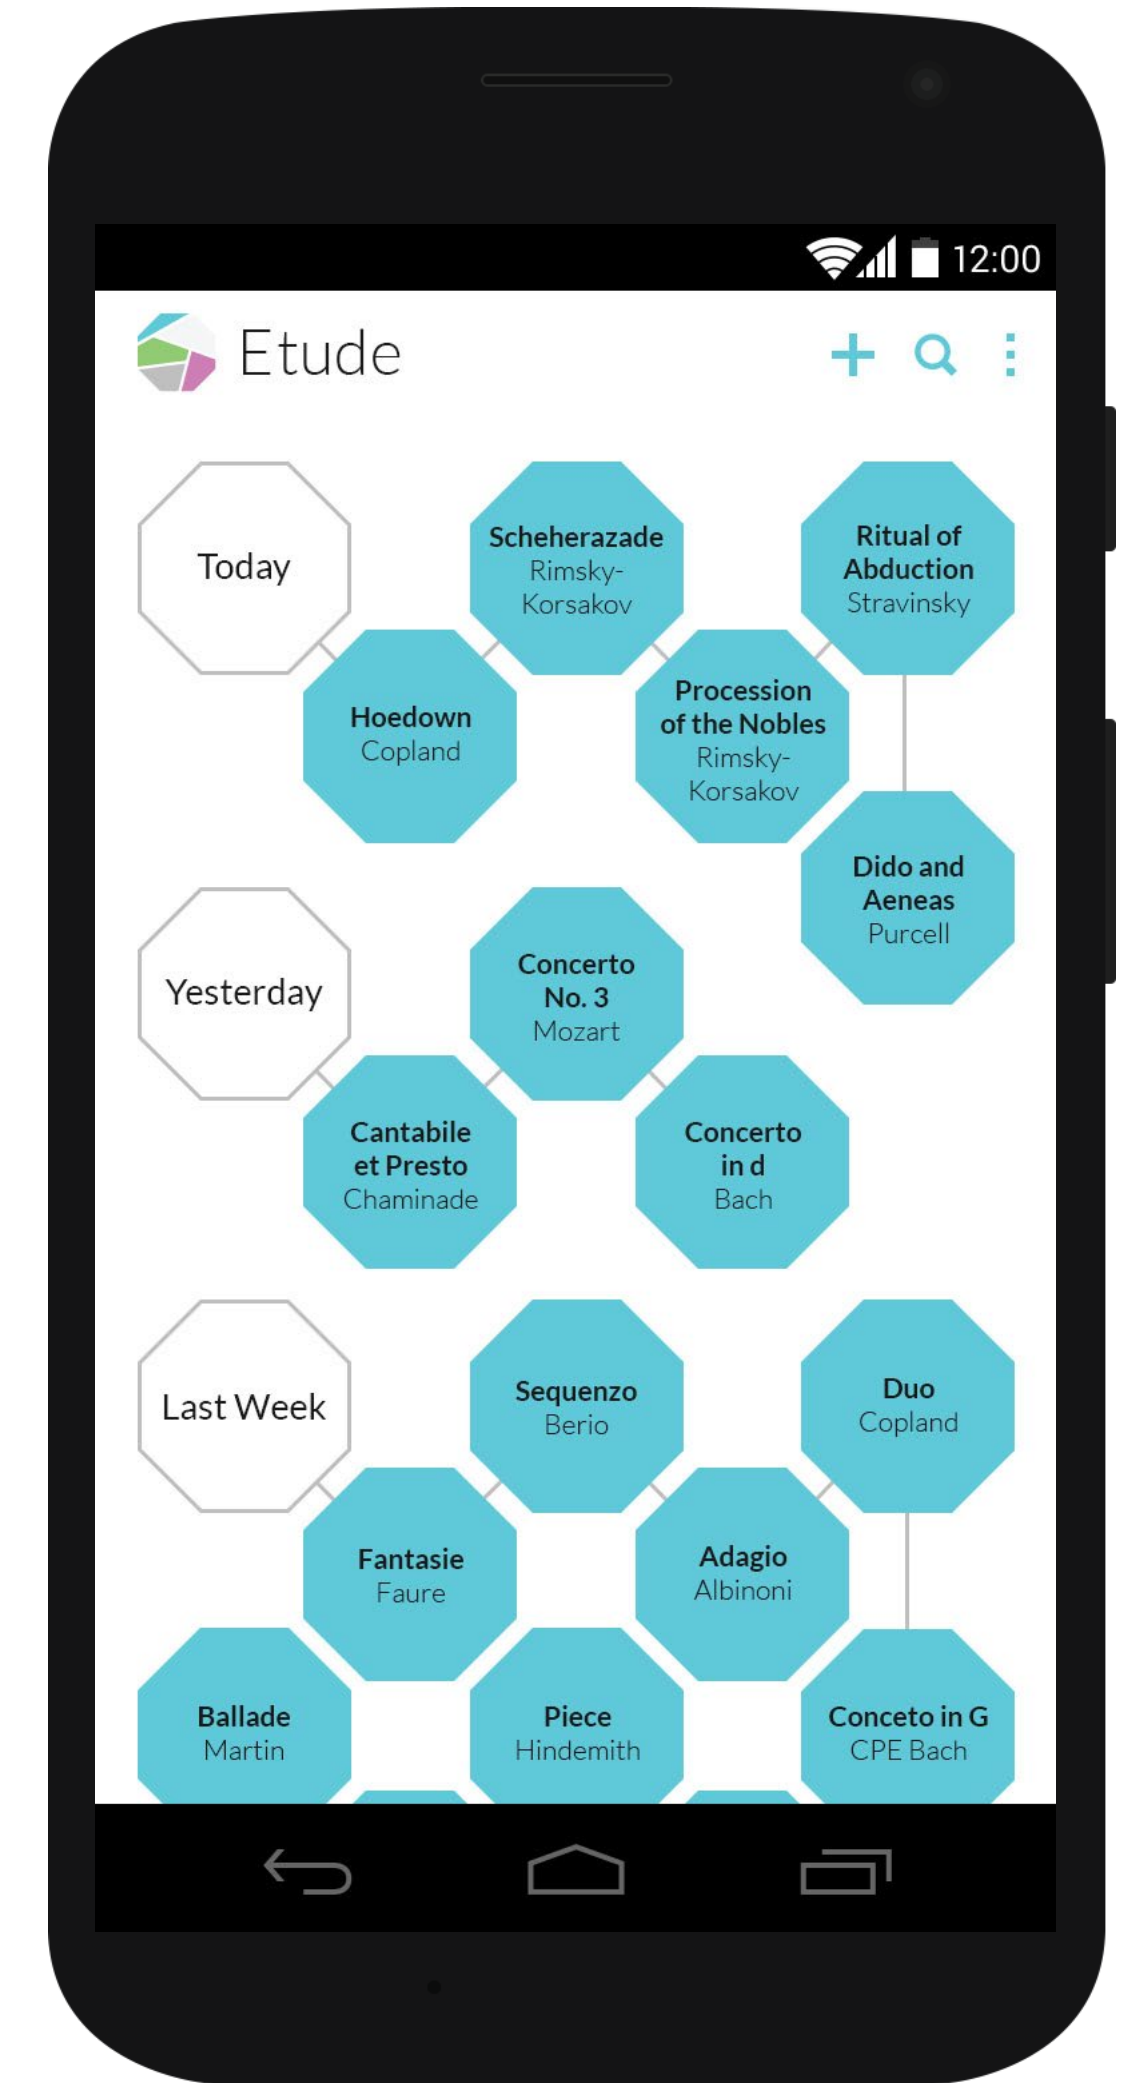 12:00
Etude
Today
Scheherazade
Rimsky-
Korsakov
Ritual of
Abduction
Stravinsky
Hoedown
Copland
Procession
of the Nobles
Rimsky-
Korsakov
Dido and
Aeneas
Purcell
Yesterday
Concerto
No. 3
Mozart
Cantabile
et Presto
Chaminade
Concerto
in d
Bach
Last Week
Sequenzo
Berio
Duo
Copland
Fantasie
Faure
Adagio
Albinoni
Ballade
Martin
Piece
Hindemith
Conceto in G
CPE Bach